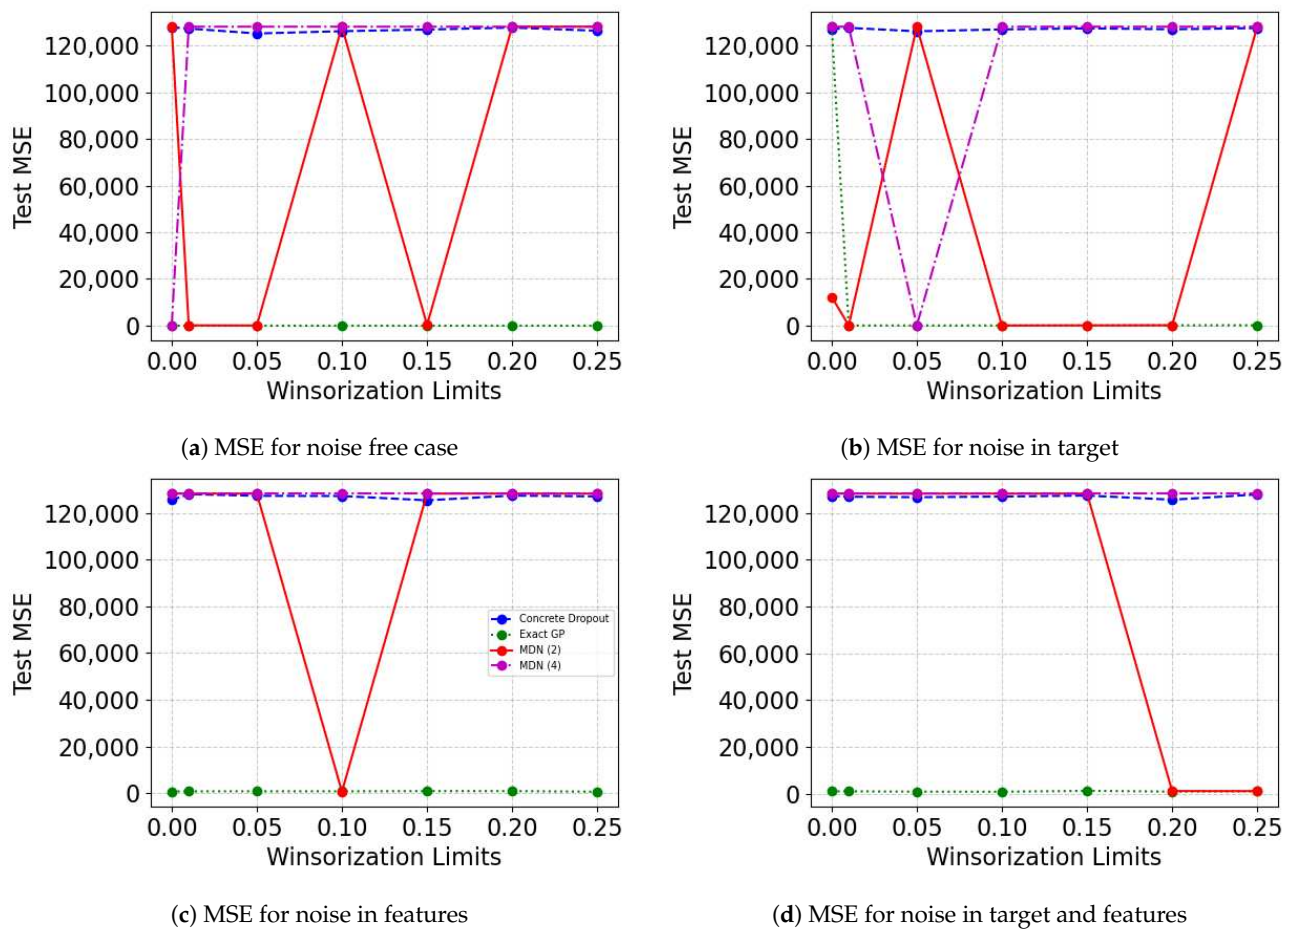 120,000
100,000
80,000
60,000
40,000
20,000
0
Test MSE
0.00 0.05 0.10 0.15 0.20 0.25
Winsorization Limits
(a) MSE for noise free case
120,000
100,000
80,000
60,000
40,000
20,000
0
Test MSE
0.00 0.05 0.10 0.15 0.20 0.25
Winsorization Limits
(b) MSE for noise in target
120,000
100,000
80,000
60,000
40,000
20,000
0
Test MSE
Concrete Dropout
Exact GP
MDN (2)
MDN (4)
0.00 0.05 0.10 0.15 0.20 0.25
Winsorization Limits
(c) MSE for noise in features
120,000
100,000
80,000
60,000
40,000
20,000
0
Test MSE
0.00 0.05 0.10 0.15 0.20 0.25
Winsorization Limits
(d) MSE for noise in target and features